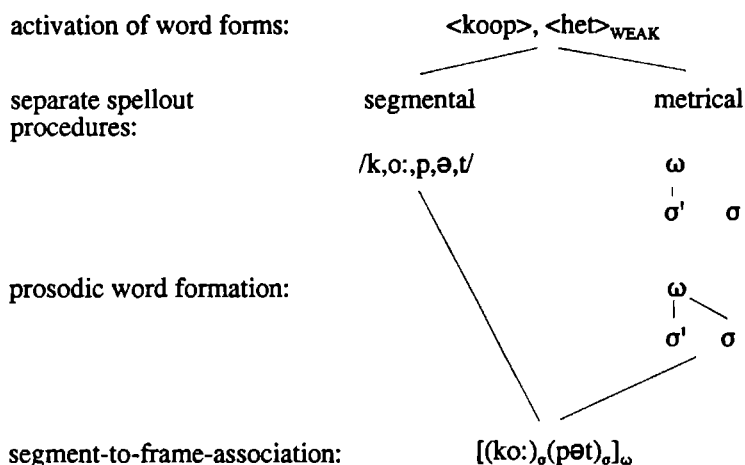 activation of word forms: <koop>, <het>WEAK
separate spellout segmental metrical
procedures:
/k,o:,p,ə,t/ ω
σ' σ
prosodic word formation: ω
σ' σ
segment-to-frame-association: [(ko:)σ(pət)σ]ω